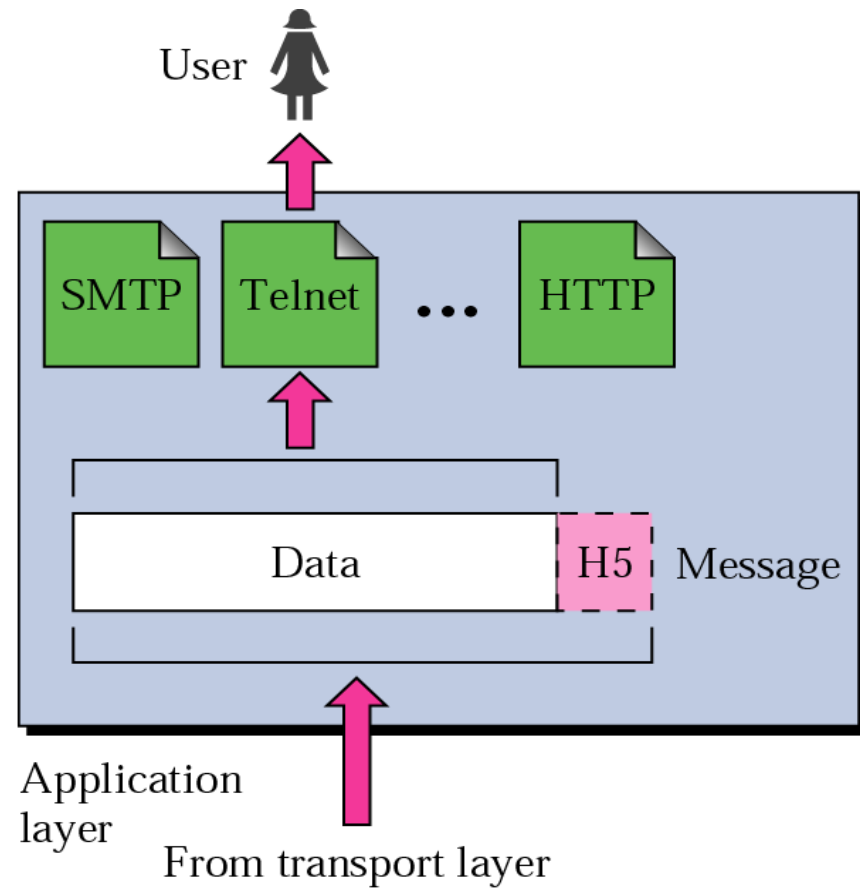 User
SMTP Telnet ... HTTP
Data H5 Message
Application
layer
From transport layer